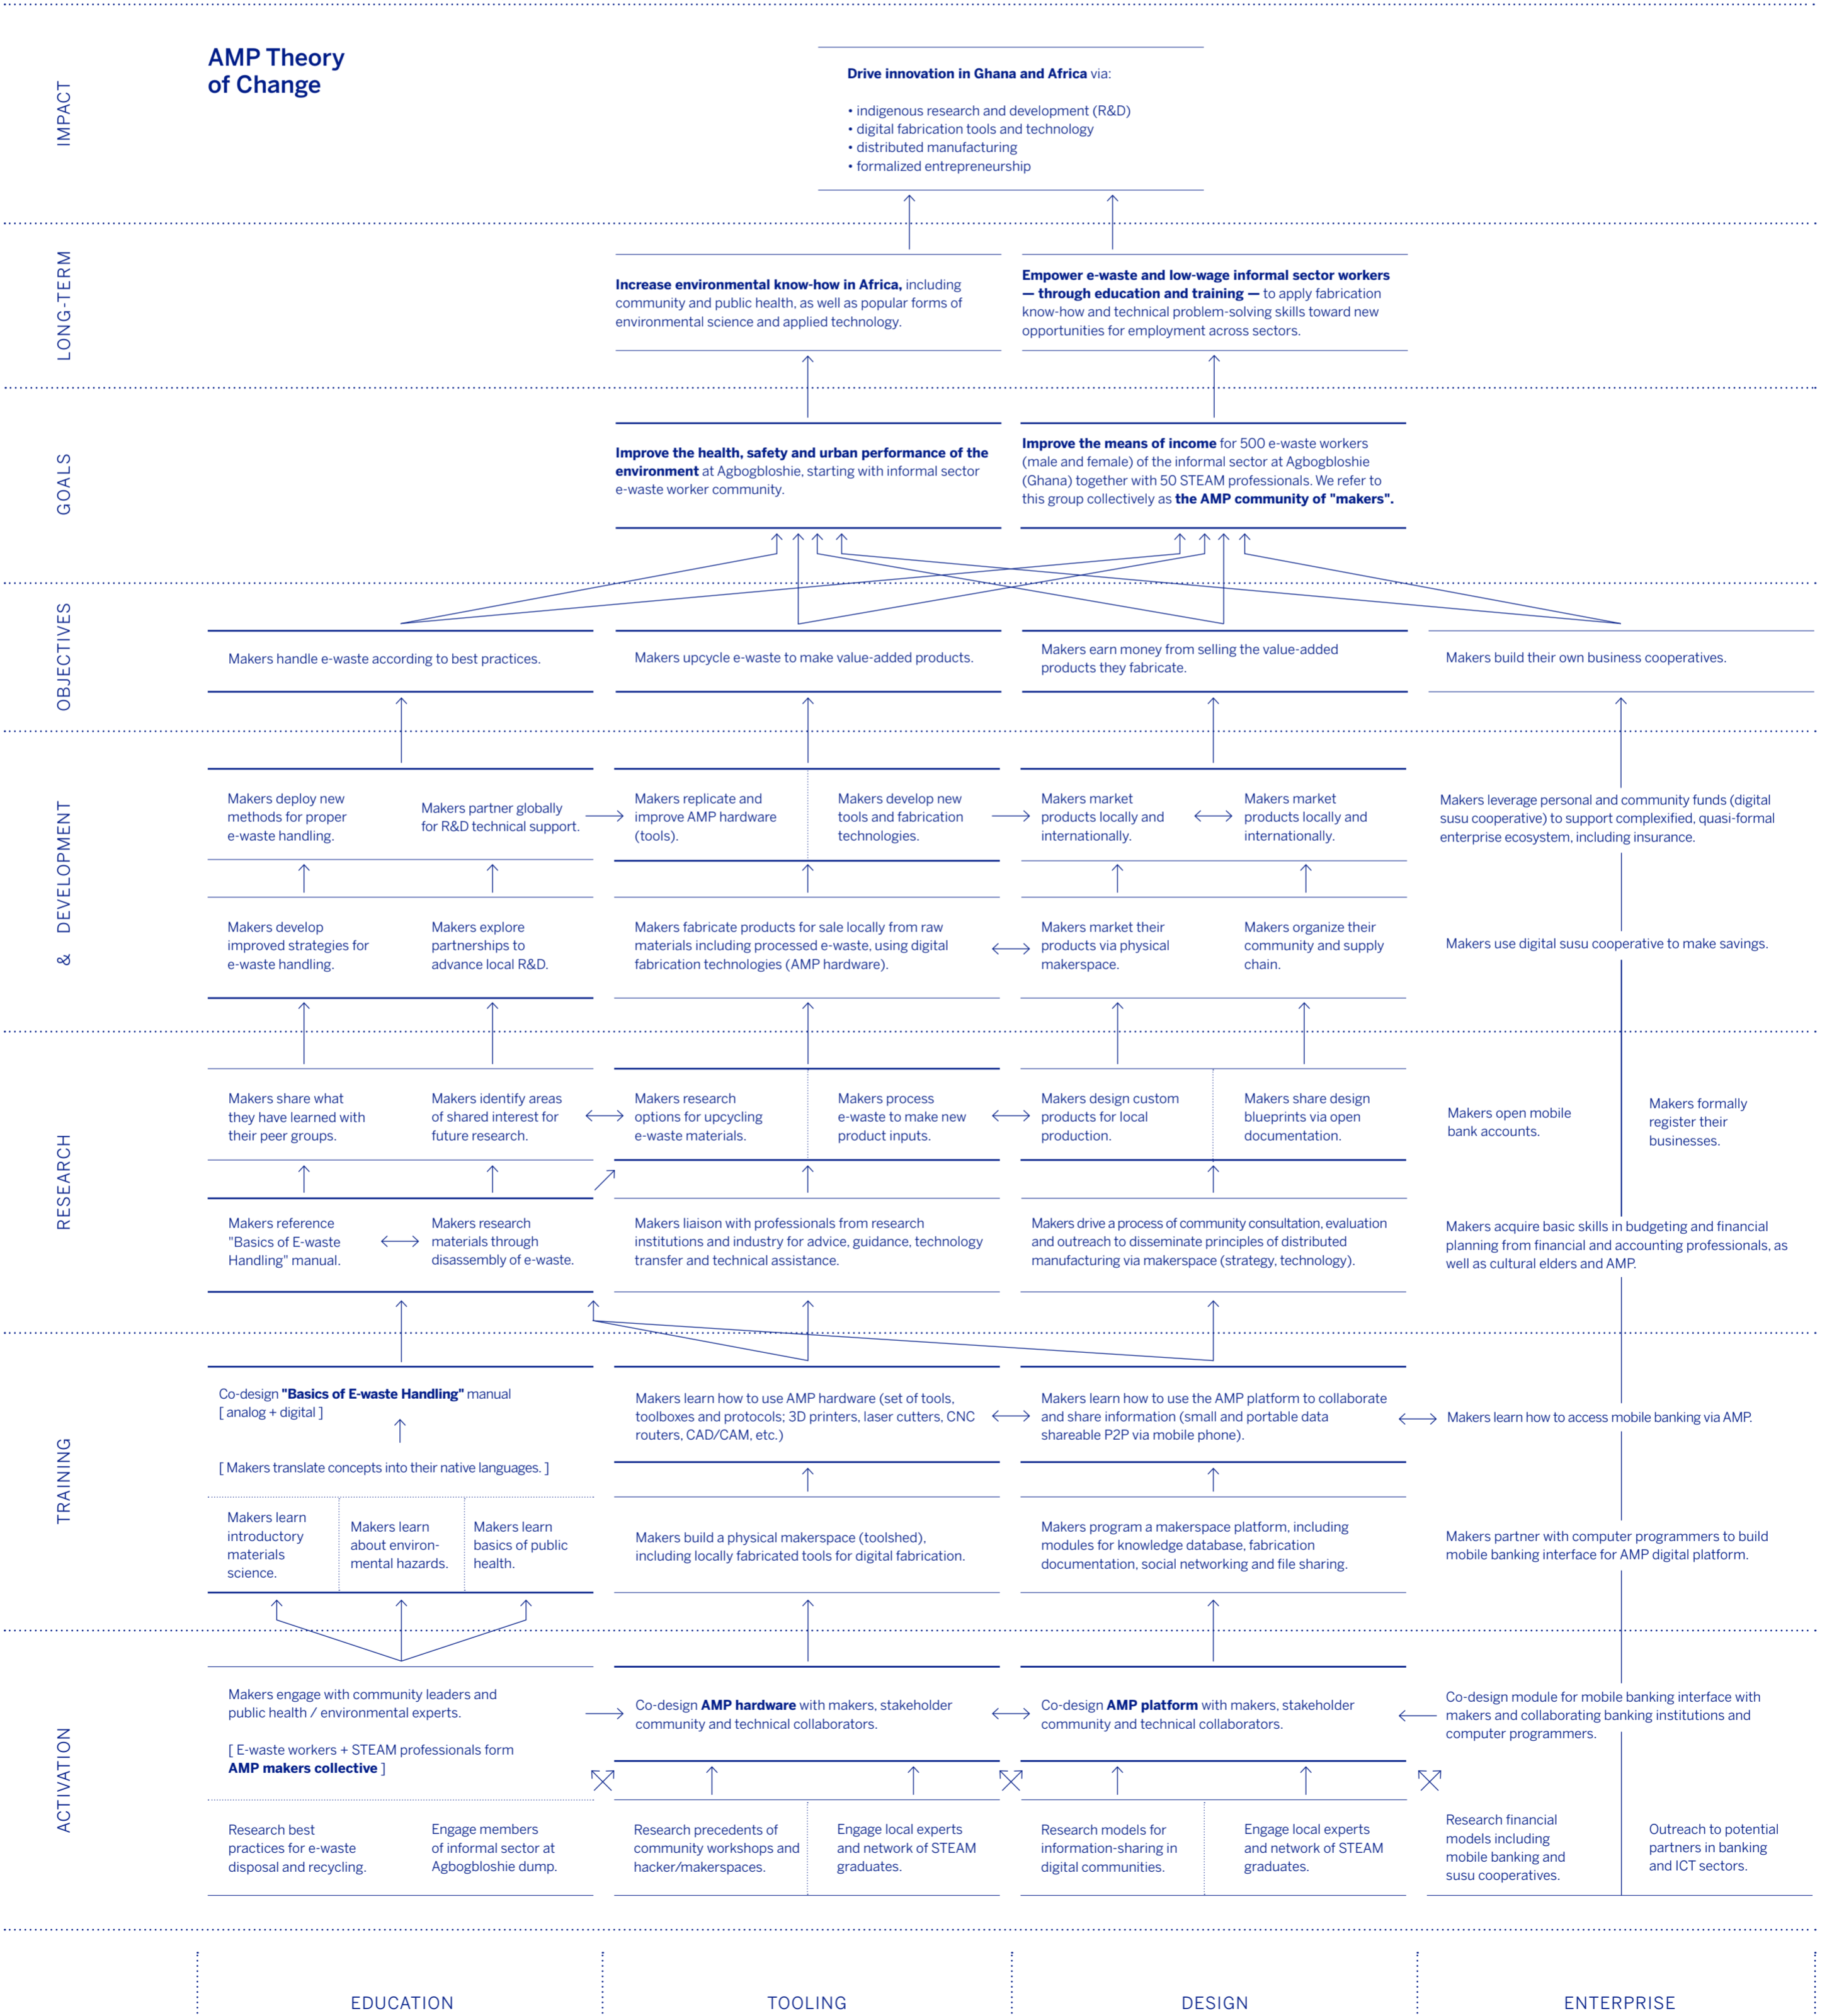 AMP Theory
of Change
IMPACT
Drive innovation in Ghana and Africa via:
• indigenous research and development (R&D)
• digital fabrication tools and technology
• distributed manufacturing
• formalized entrepreneurship
LONG-TERM
Increase environmental know-how in Africa, including
community and public health, as well as popular forms of
environmental science and applied technology.
Empower e-waste and low-wage informal sector workers
— through education and training — to apply fabrication
know-how and technical problem-solving skills toward new
opportunities for employment across sectors.
GOALS
Improve the health, safety and urban performance of the
environment at Agbogbloshie, starting with informal sector
e-waste worker community.
Improve the means of income for 500 e-waste workers
(male and female) of the informal sector at Agbogbloshie
(Ghana) together with 50 STEAM professionals. We refer to
this group collectively as the AMP community of "makers".
OBJECTIVES
Makers handle e-waste according to best practices.
Makers upcycle e-waste to make value-added products.
Makers earn money from selling the value-added
products they fabricate.
Makers build their own business cooperatives.
& DEVELOPMENT
Makers deploy new
methods for proper
e-waste handling.
Makers partner globally
for R&D technical support.
Makers replicate and
improve AMP hardware
(tools).
Makers develop new
tools and fabrication
technologies.
Makers market
products locally and
internationally.
Makers market
products locally and
internationally.
Makers leverage personal and community funds (digital
susu cooperative) to support complexified, quasi-formal
enterprise ecosystem, including insurance.
Makers develop
improved strategies for
e-waste handling.
Makers explore
partnerships to
advance local R&D.
Makers fabricate products for sale locally from raw
materials including processed e-waste, using digital
fabrication technologies (AMP hardware).
Makers market their
products via physical
makerspace.
Makers organize their
community and supply
chain.
Makers use digital susu cooperative to make savings.
RESEARCH
Makers share what
they have learned with
their peer groups.
Makers identify areas
of shared interest for
future research.
Makers research
options for upcycling
e-waste materials.
Makers process
e-waste to make new
product inputs.
Makers design custom
products for local
production.
Makers share design
blueprints via open
documentation.
Makers open mobile
bank accounts.
Makers formally
register their
businesses.
Makers reference
"Basics of E-waste
Handling" manual.
Makers research
materials through
disassembly of e-waste.
Makers liaison with professionals from research
institutions and industry for advice, guidance, technology
transfer and technical assistance.
Makers drive a process of community consultation, evaluation
and outreach to disseminate principles of distributed
manufacturing via makerspace (strategy, technology).
Makers acquire basic skills in budgeting and financial
planning from financial and accounting professionals, as
well as cultural elders and AMP.
TRAINING
Co-design "Basics of E-waste Handling" manual
[ analog + digital ]
[ Makers translate concepts into their native languages. ]
Makers learn how to use AMP hardware (set of tools,
toolboxes and protocols; 3D printers, laser cutters, CNC
routers, CAD/CAM, etc.)
Makers learn how to use the AMP platform to collaborate
and share information (small and portable data
shareable P2P via mobile phone).
Makers learn how to access mobile banking via AMP.
Makers learn
introductory
materials
science.
Makers learn
about environ-
mental hazards.
Makers learn
basics of public
health.
Makers build a physical makerspace (toolshed),
including locally fabricated tools for digital fabrication.
Makers program a makerspace platform, including
modules for knowledge database, fabrication
documentation, social networking and file sharing.
Makers partner with computer programmers to build
mobile banking interface for AMP digital platform.
ACTIVATION
Makers engage with community leaders and
public health / environmental experts.
[ E-waste workers + STEAM professionals form
AMP makers collective ]
Co-design AMP hardware with makers, stakeholder
community and technical collaborators.
Co-design AMP platform with makers, stakeholder
community and technical collaborators.
Co-design module for mobile banking interface with
makers and collaborating banking institutions and
computer programmers.
Research best
practices for e-waste
disposal and recycling.
Engage members
of informal sector at
Agbogbloshie dump.
Research precedents of
community workshops and
hacker/makerspaces.
Engage local experts
and network of STEAM
graduates.
Research models for
information-sharing in
digital communities.
Engage local experts
and network of STEAM
graduates.
Research financial
models including
mobile banking and
susu cooperatives.
Outreach to potential
partners in banking
and ICT sectors.
EDUCATION
TOOLING
DESIGN
ENTERPRISE